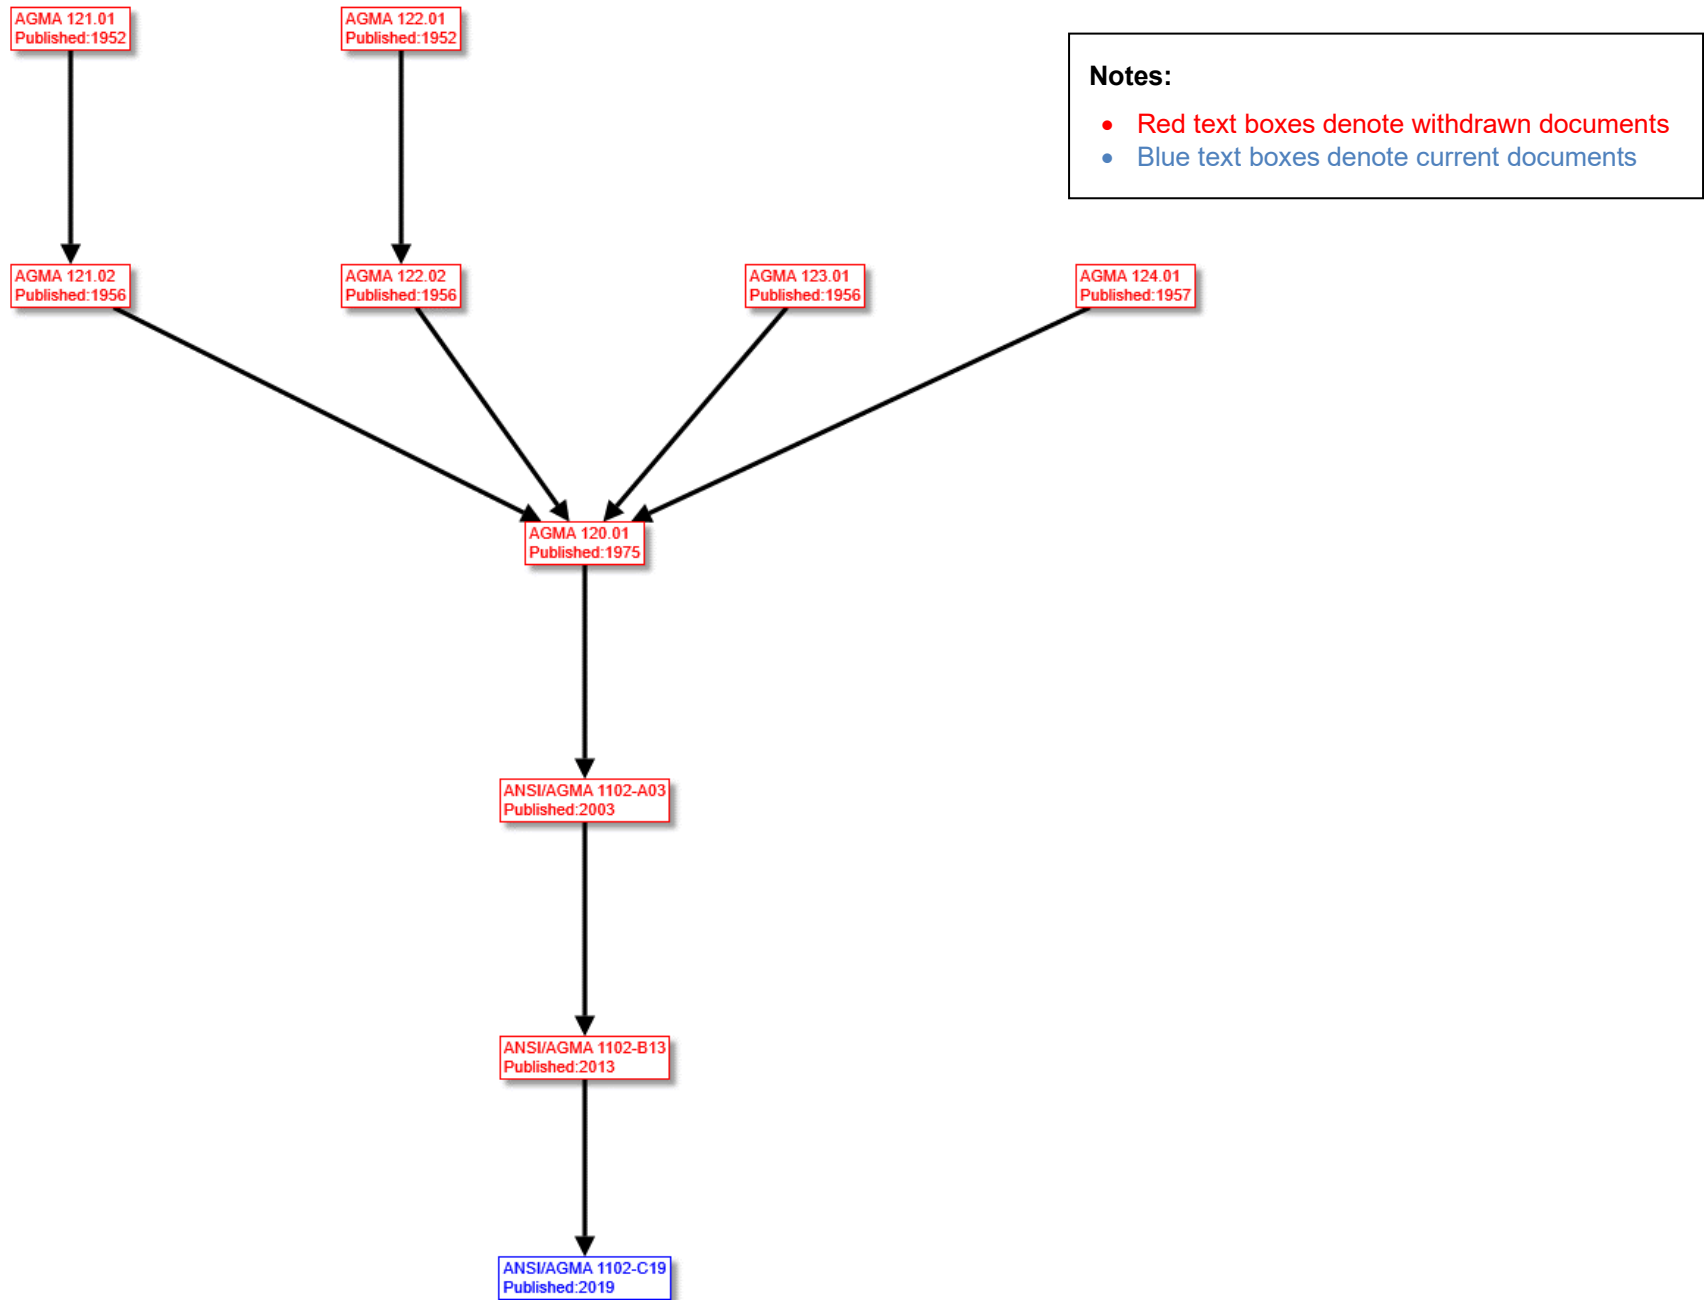 AGMA 121.01
Published:1952
AGMA 122.01
Published:1952
Notes:
• Red text boxes denote withdrawn documents
• Blue text boxes denote current documents
AGMA 121.02
Published:1956
AGMA 122.02
Published:1956
AGMA 123.01
Published:1956
AGMA 124.01
Published:1957
AGMA 120.01
Published:1975
ANSI/AGMA 1102-A03
Published:2003
ANSI/AGMA 1102-B13
Published:2013
ANSI/AGMA 1102-C19
Published:2019